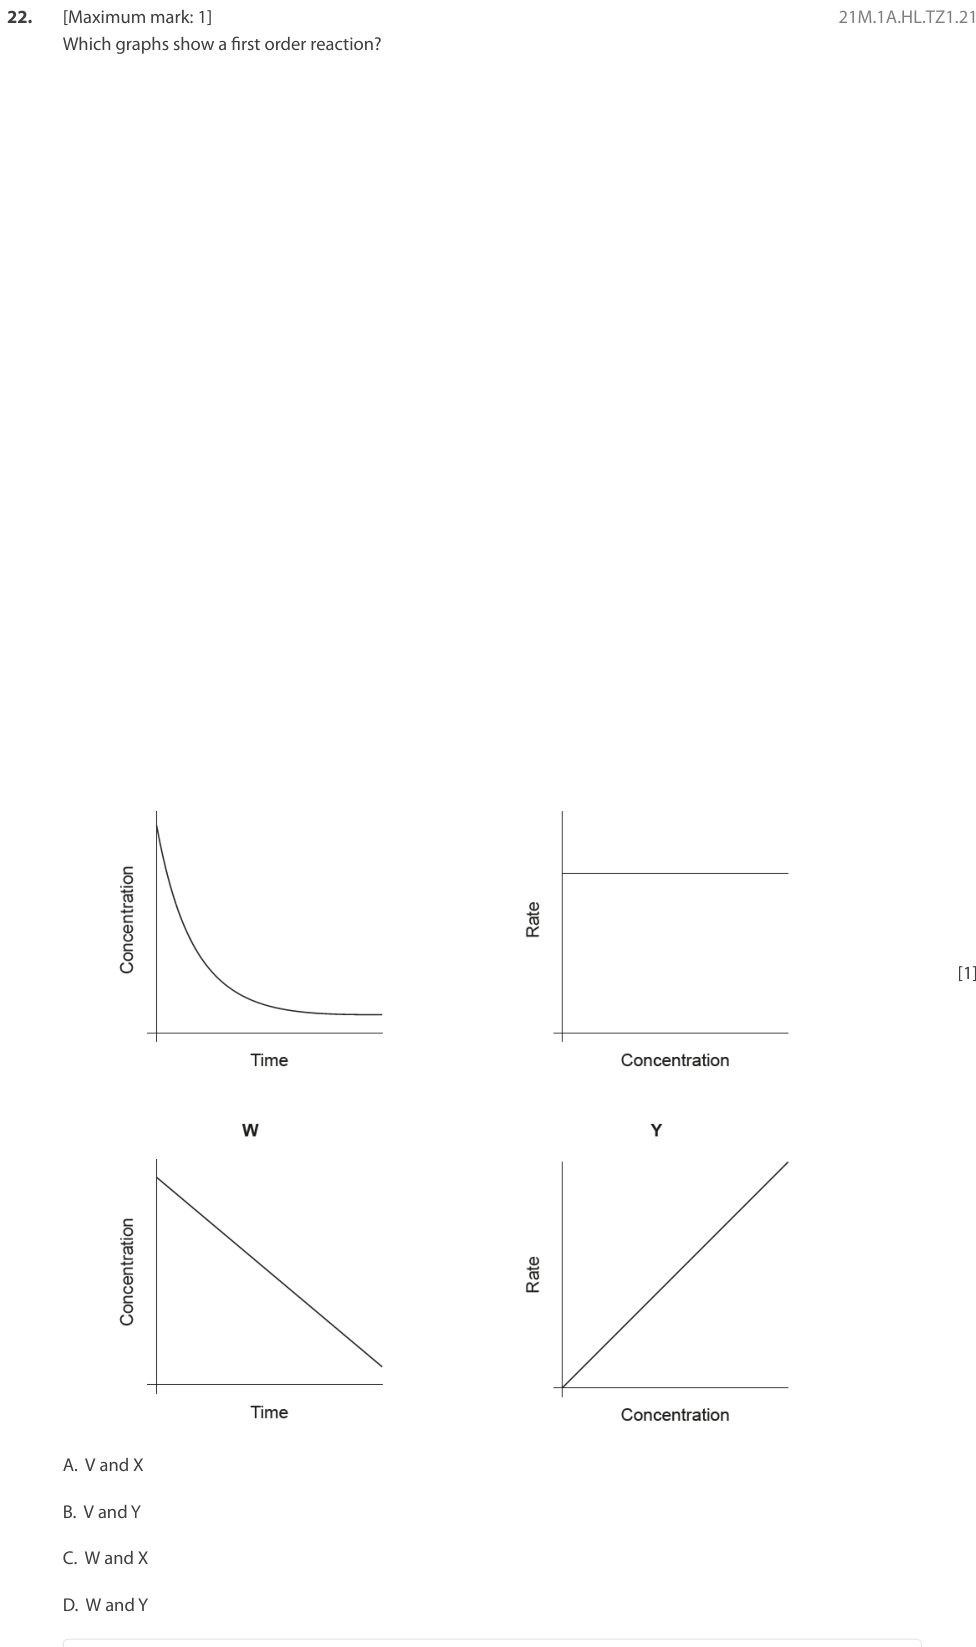 22. [Maximum mark: 1] 21M.1A.HL.TZ1.21
Which graphs show a first order reaction?
Concentration
Time
Rate
Concentration
[1]
W
Y
Concentration
Time
Rate
Concentration
A. V and X
B. V and Y
C. W and X
D. W and Y